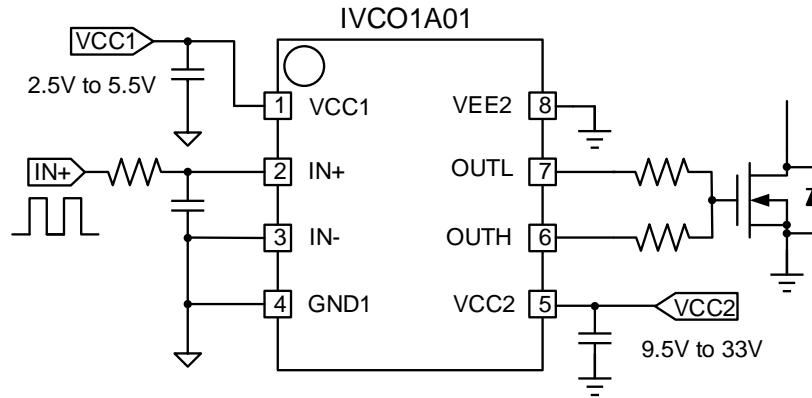 IVCO1A01
VCC1
2.5V to 5.5V
1 VCC1
VEE2 8
IN+
2 IN+
OUTL 7
3 IN-
OUTH 6
4 GND1
VCC2 5
VCC2
9.5V to 33V